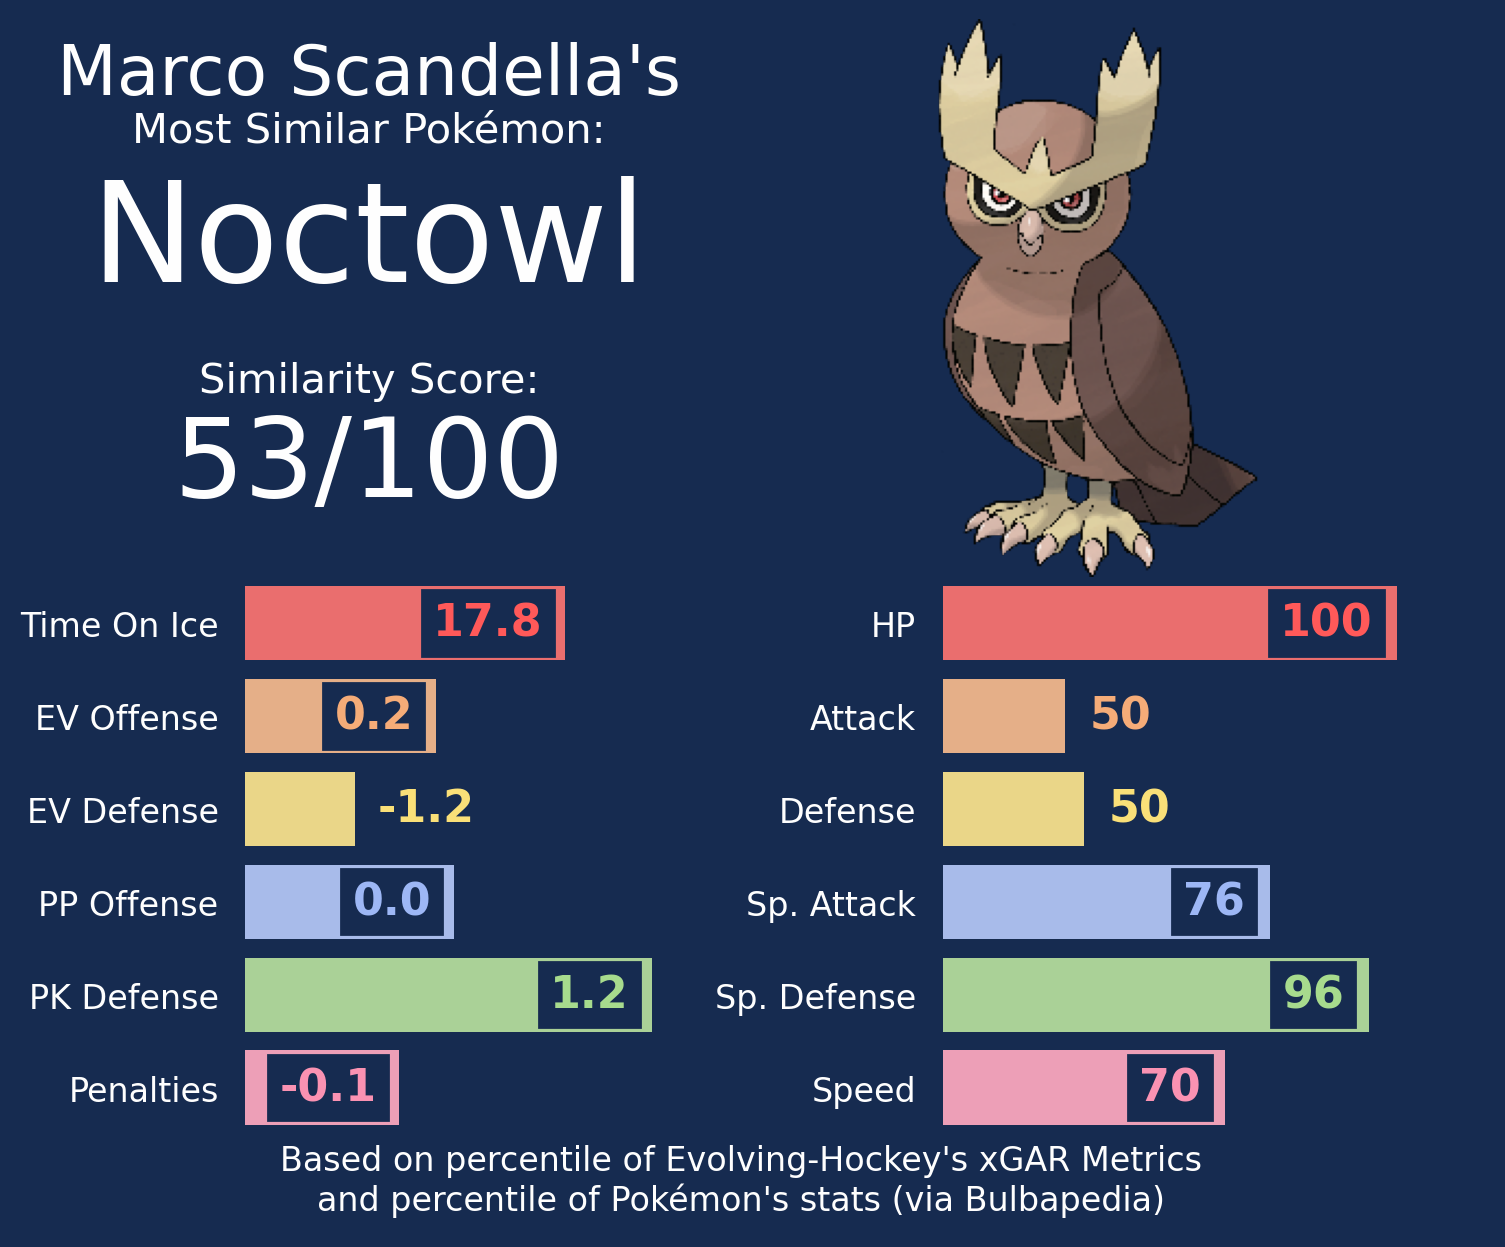 Marco Scandella's
Most Similar Pokémon:
Noctowl
Similarity Score:
53/100
Time On Ice 17.8
EV Offense 0.2
EV Defense -1.2
PP Offense 0.0
PK Defense 1.2
Penalties -0.1
HP 100
Attack 50
Defense 50
Sp. Attack 76
Sp. Defense 96
Speed 70
Based on percentile of Evolving-Hockey's xGAR Metrics
and percentile of Pokémon's stats (via Bulbapedia)